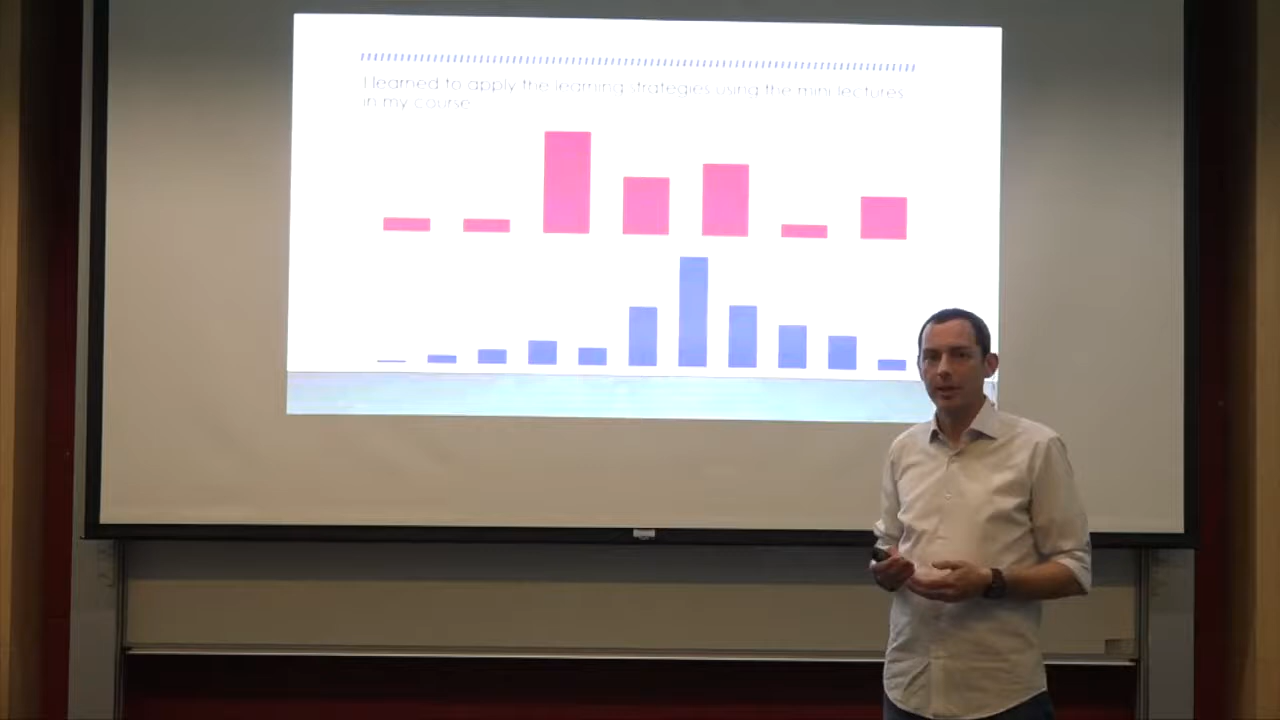 I learned to apply the learning strategies using the mini lectures
in my course